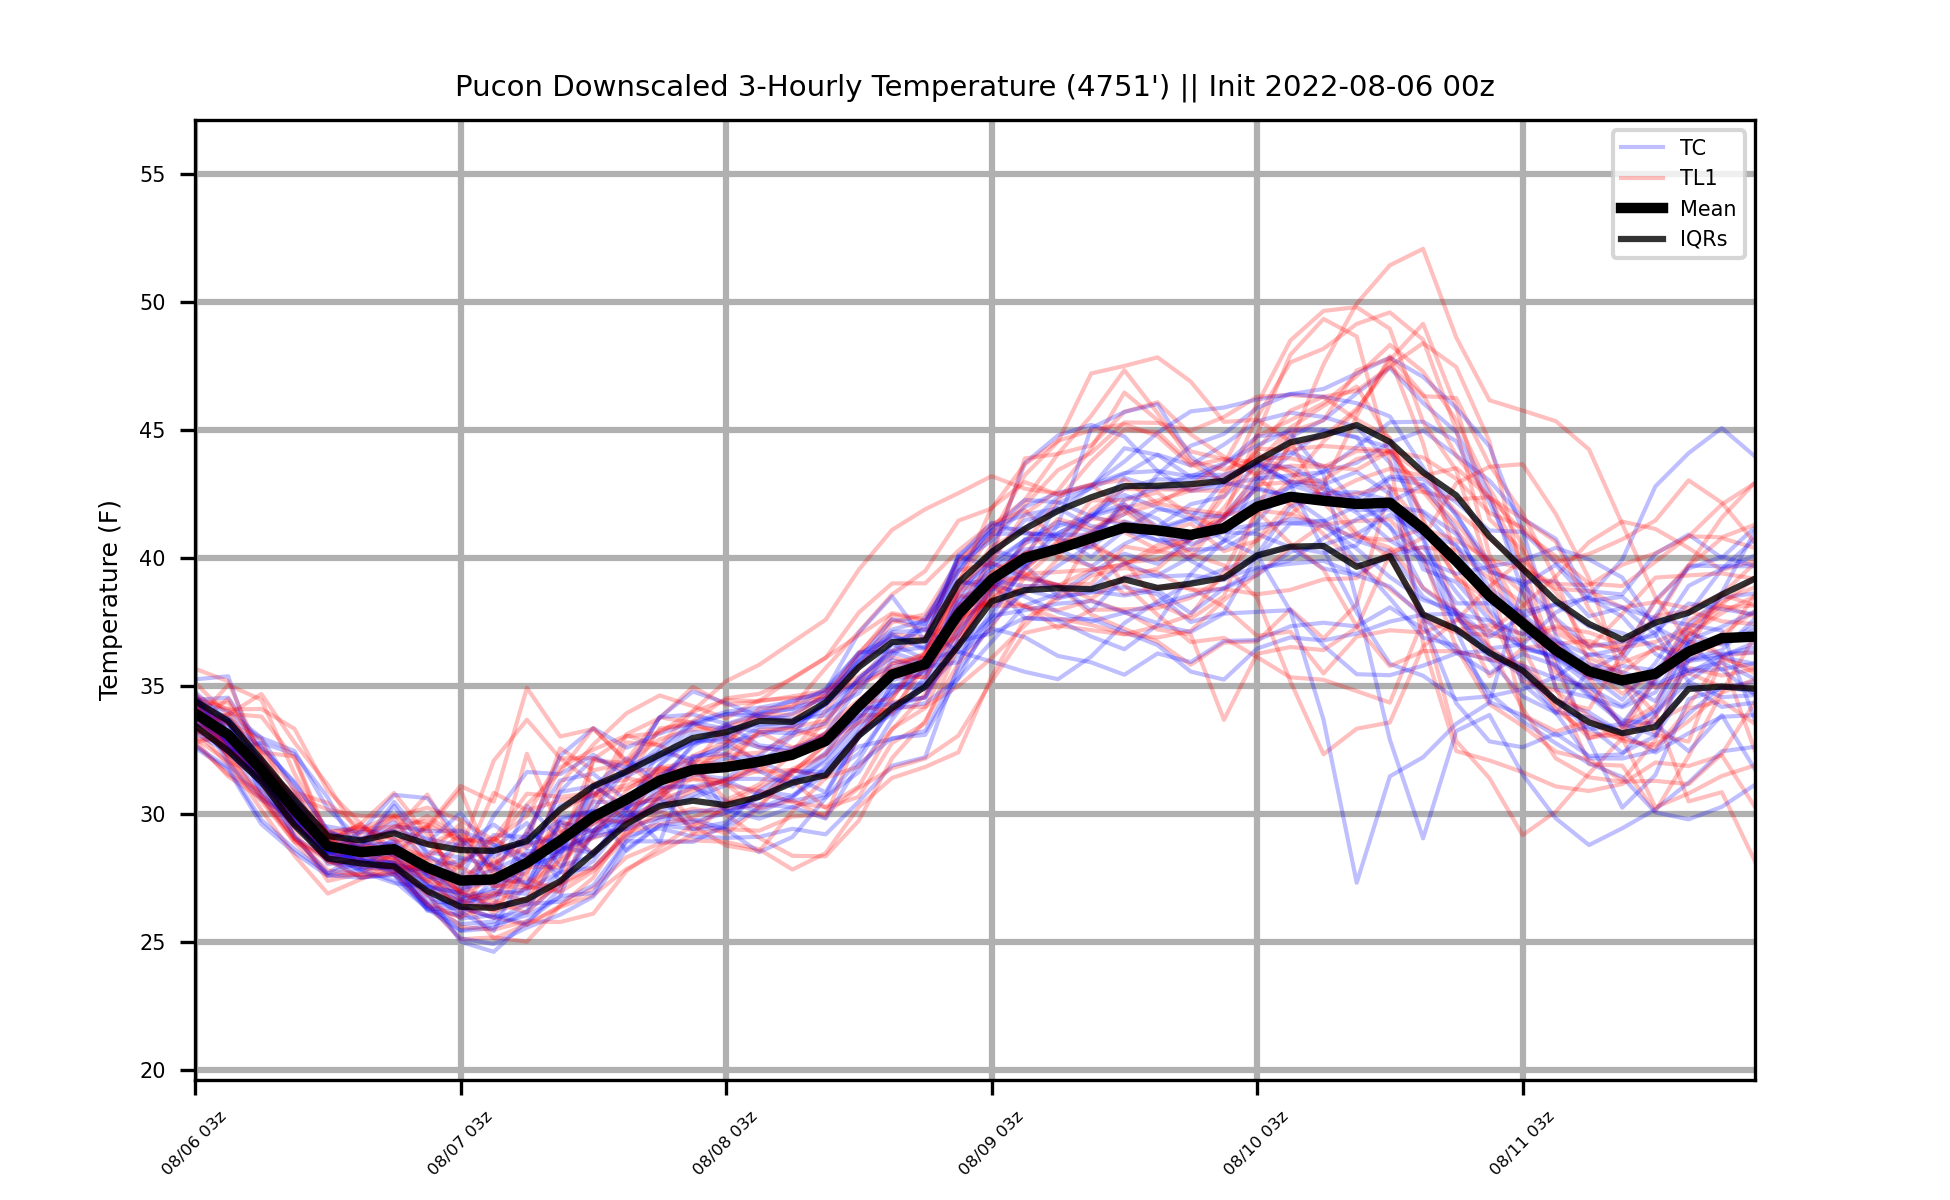 Pucon Downscaled 3-Hourly Temperature (4751') || Init 2022-08-06 00z
TC
TL1
Mean
IQRs
Temperature (F)
55
50
45
40
35
30
25
20
08/06 03z
08/07 03z
08/08 03z
08/09 03z
08/10 03z
08/11 03z